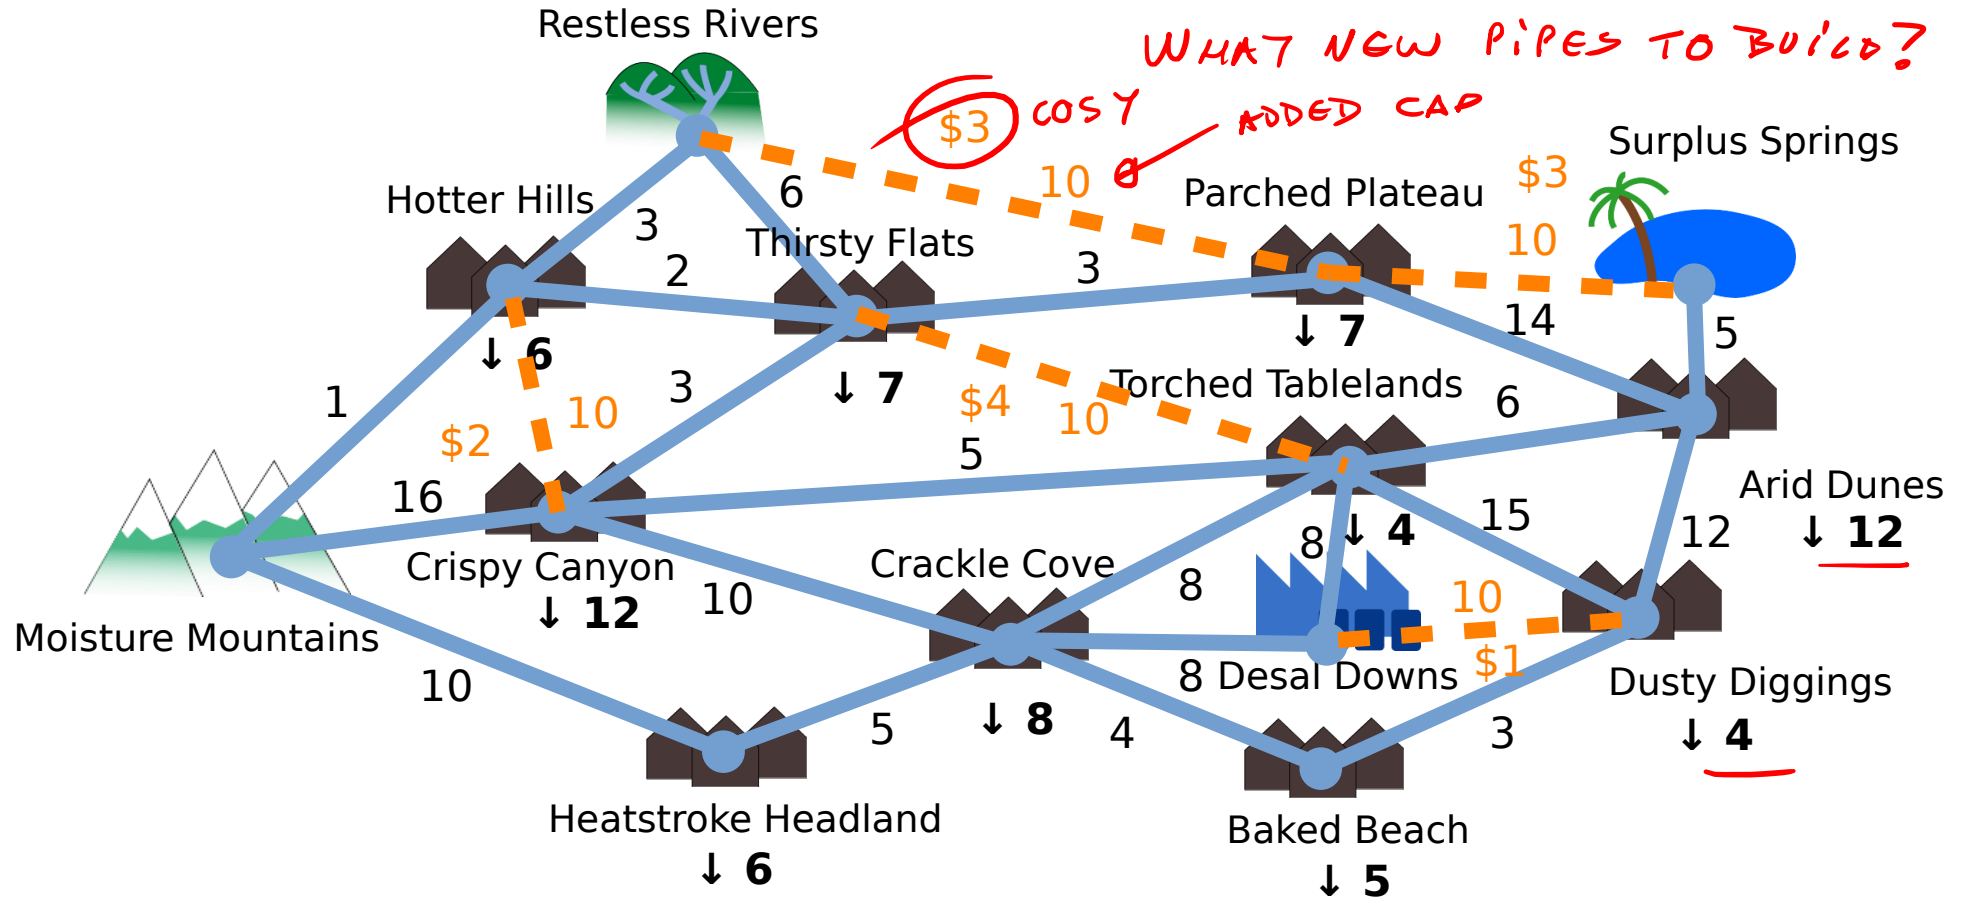 Restless Rivers
WHAT NEW PIPES TO BUILD?
$3 COSY
ADDED CAP
10
Surplus Springs
$3
10
Hotter Hills
3
6
Parched Plateau
Thirsty Flats
2
3
↓ 6
↓ 7
14
5
↓ 7
1
3
$4
10
Torched Tablelands
6
$2
10
5
16
Arid Dunes
↓ 12
Crispy Canyon
↓ 12
10
Crackle Cove
8
↓ 4
15
12
8
10
$1
Moisture Mountains
10
8
Desal Downs
Dusty Diggings
↓ 4
5
↓ 8
4
3
Heatstroke Headland
↓ 6
Baked Beach
↓ 5